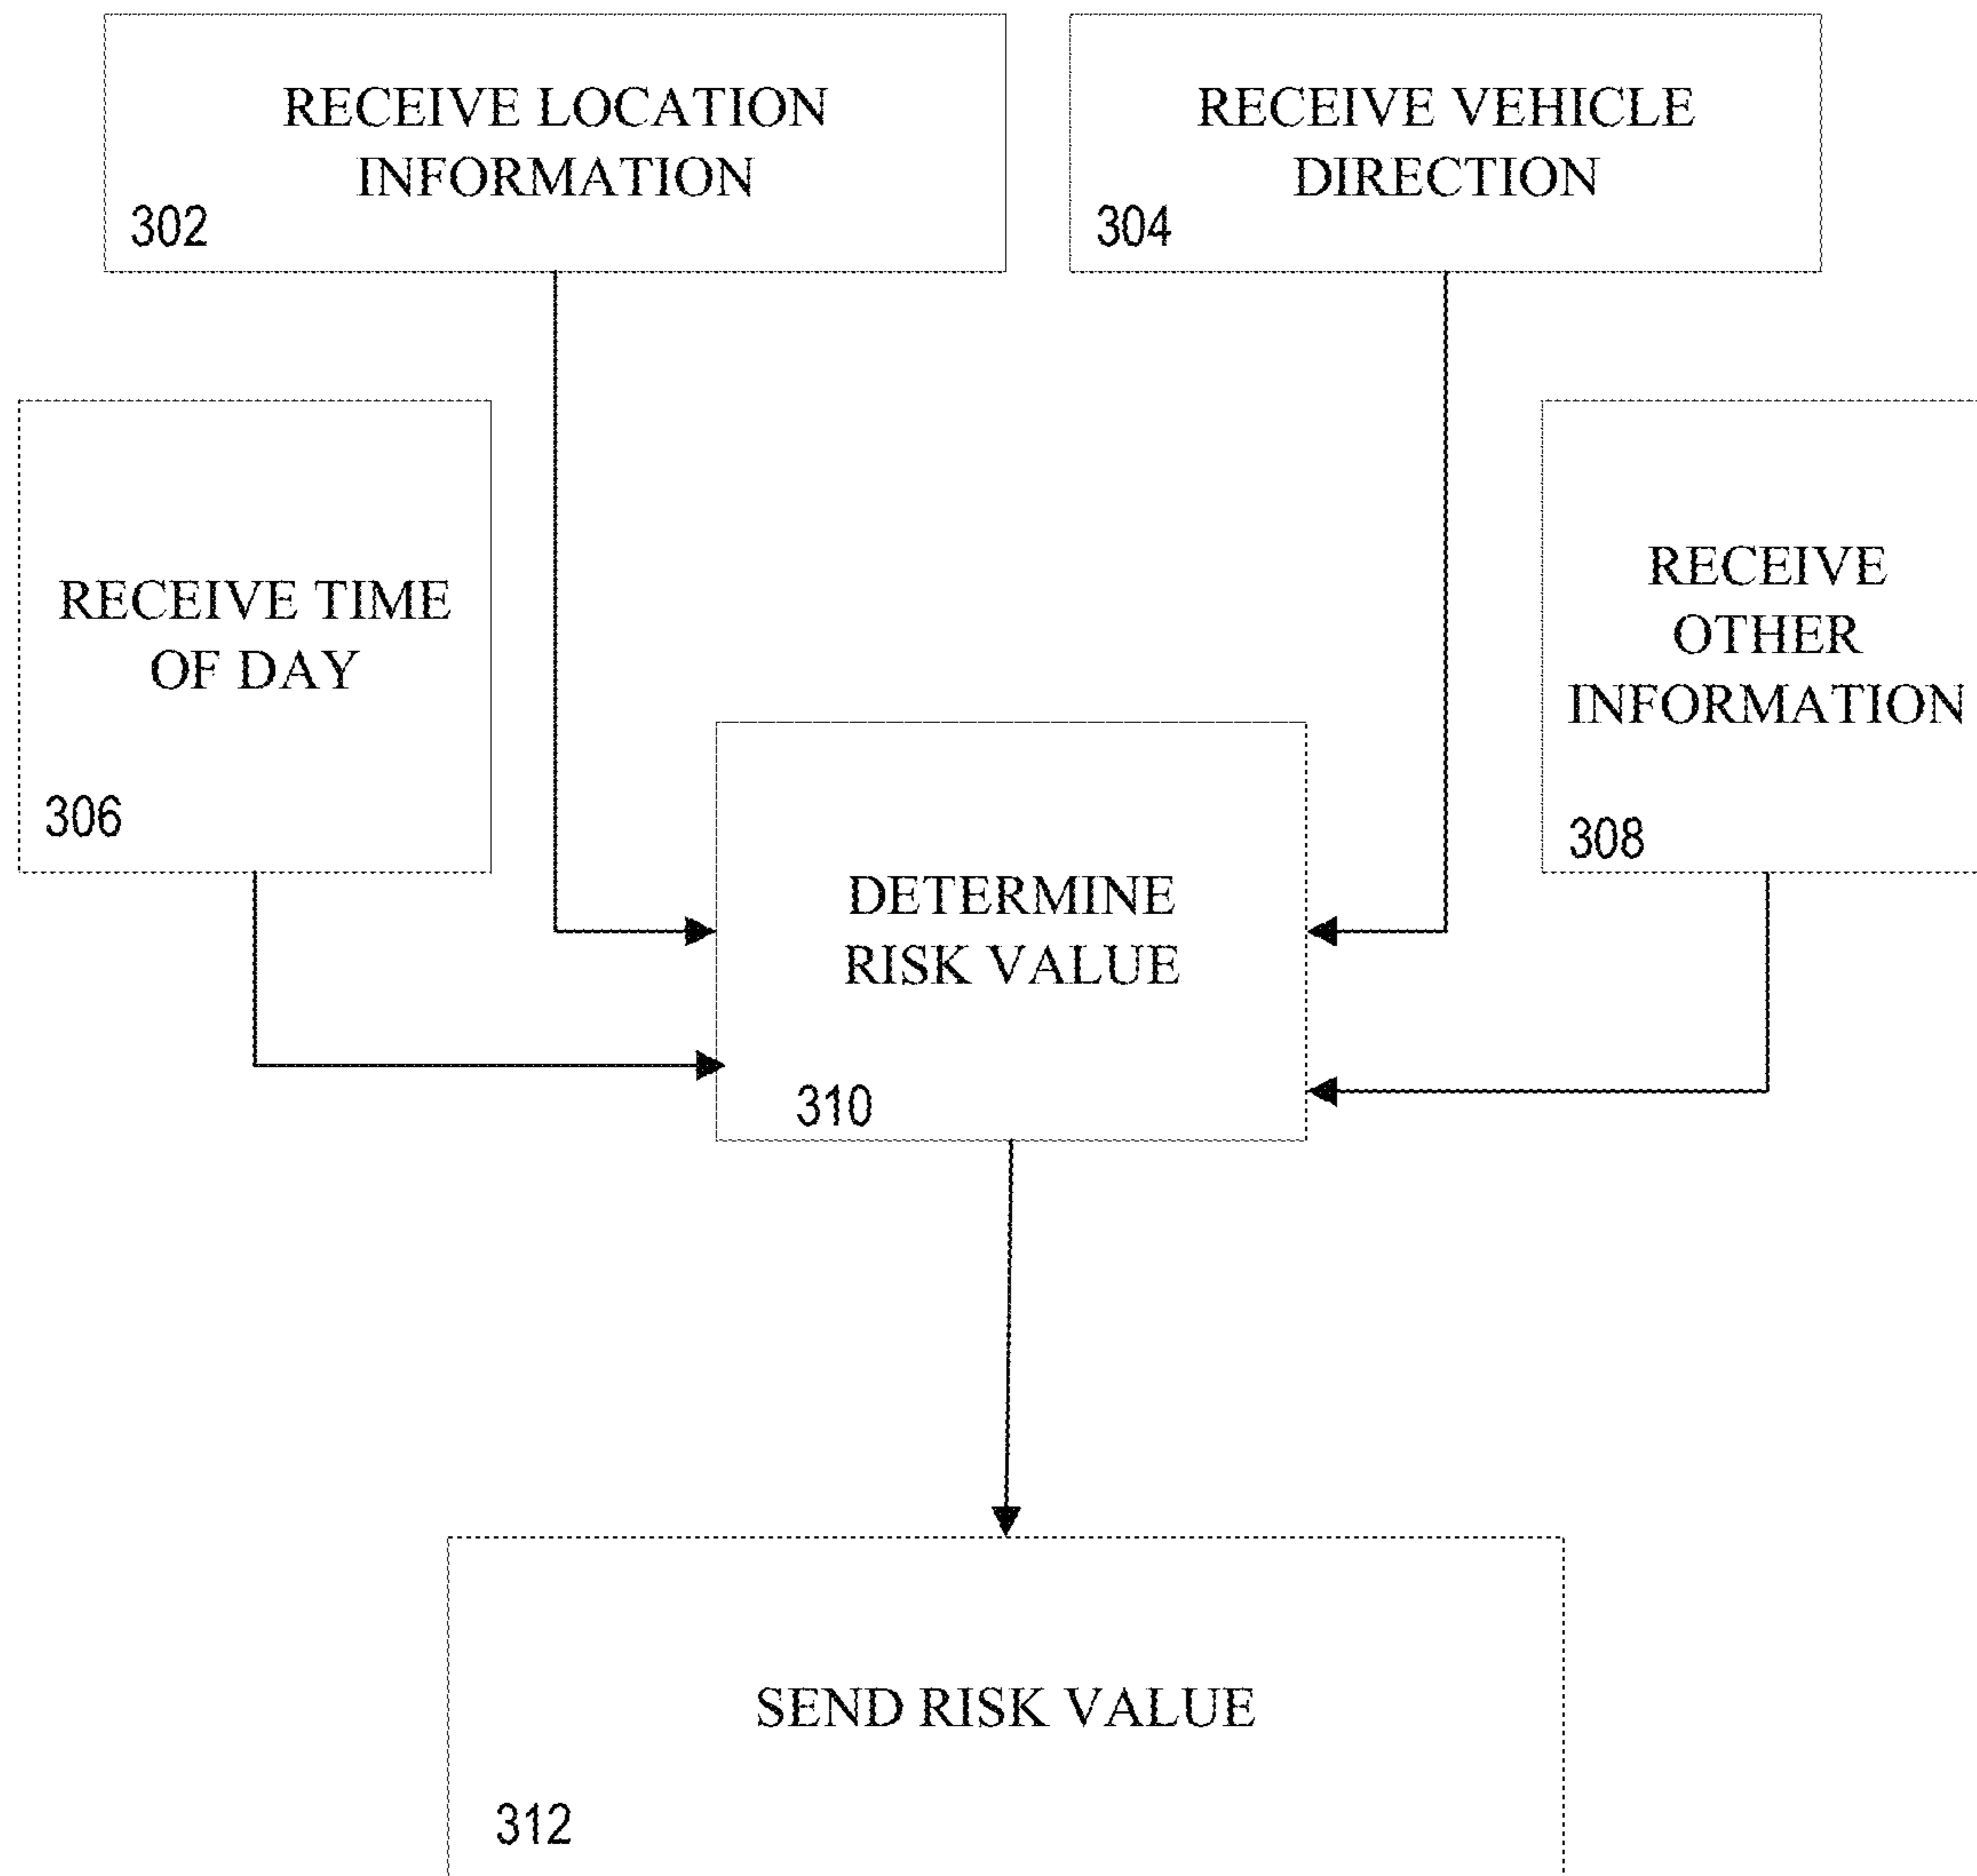 RECEIVE LOCATION
INFORMATION
302
RECEIVE VEHICLE
DIRECTION
304
RECEIVE TIME
OF DAY
306
RECEIVE
OTHER
INFORMATION
308
DETERMINE
RISK VALUE
310
SEND RISK VALUE
312